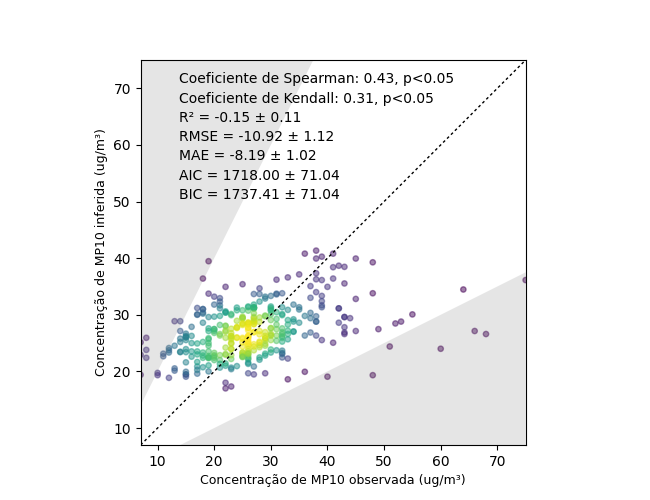 Coeficiente de Spearman: 0.43, p<0.05
Coeficiente de Kendall: 0.31, p<0.05
R² = -0.15 ± 0.11
RMSE = -10.92 ± 1.12
MAE = -8.19 ± 1.02
AIC = 1718.00 ± 71.04
BIC = 1737.41 ± 71.04
Concentração de MP10 inferida (ug/m³)
70
60
50
40
30
20
10
10 20 30 40 50 60 70
Concentração de MP10 observada (ug/m³)